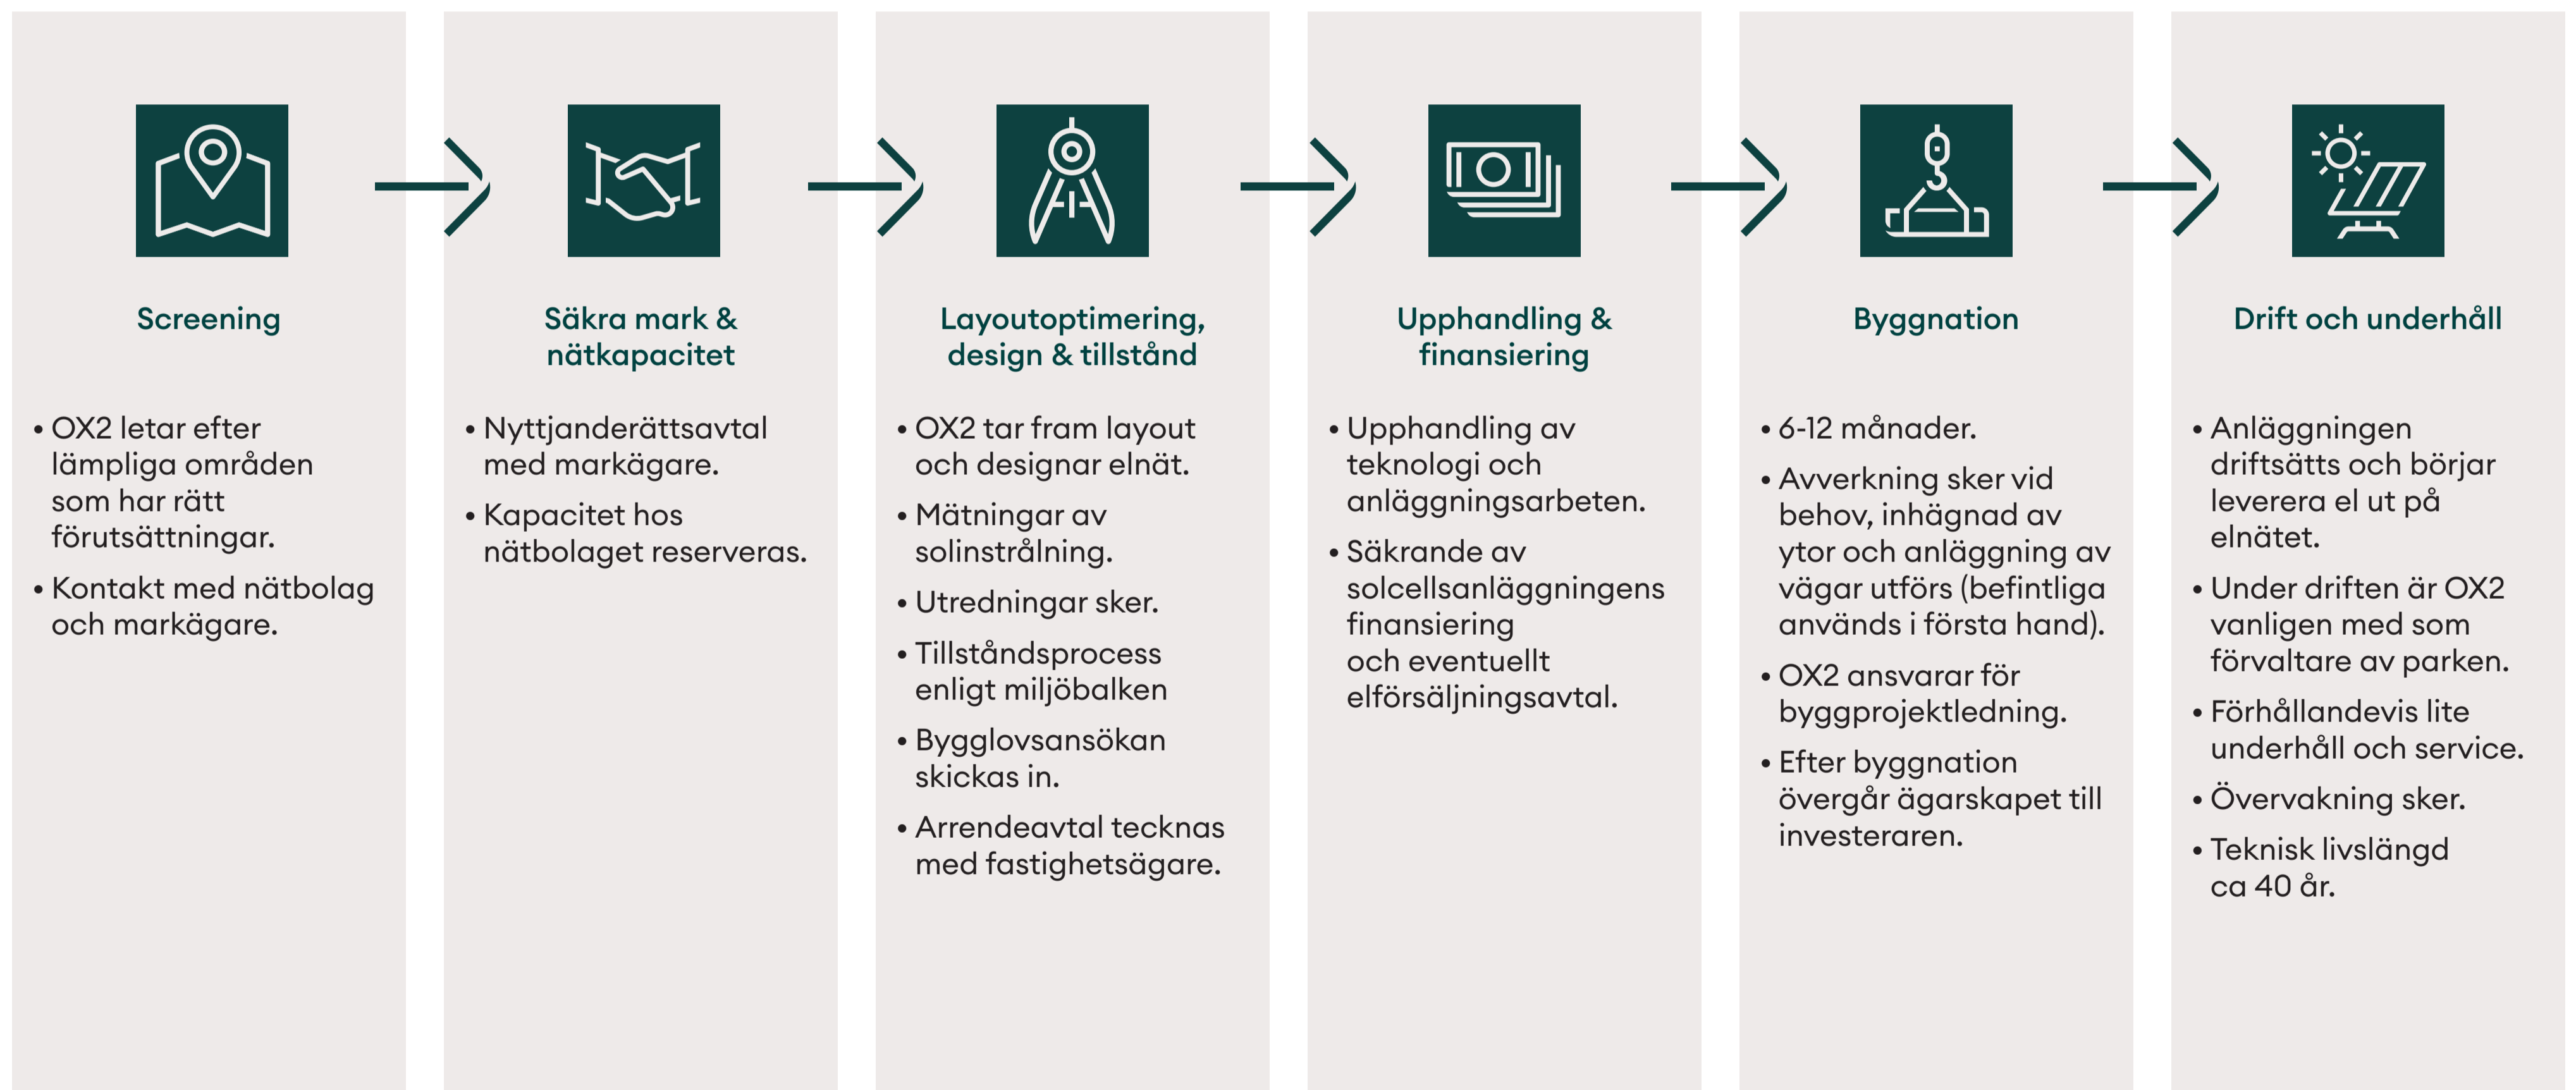 Screening
• OX2 letar efter
lämpliga områden
som har rätt
förutsättningar.
• Kontakt med nätbolag
och markägare.
Säkra mark &
nätkapacitet
• Nyttjanderättsavtal
med markägare.
• Kapacitet hos
nätbolaget reserveras.
Layoutoptimering,
design & tillstånd
• OX2 tar fram layout
och designar elnät.
• Mätningar av
solinstrålning.
• Utredningar sker.
• Tillståndsprocess
enligt miljöbalken
• Bygglovsansökan
skickas in.
• Arrendeavtal tecknas
med fastighetsägare.
Upphandling &
finansiering
• Upphandling av
teknologi och
anläggningsarbeten.
• Säkrande av
solcellsanläggningens
finansiering
och eventuellt
elförsäljningsavtal.
Byggnation
• 6-12 månader.
• Avverkning sker vid
behov, inhägnad av
ytor och anläggning av
vägar utförs (befintliga
används i första hand).
• OX2 ansvarar för
byggprojektledning.
• Efter byggnation
övergår ägarskapet till
investeraren.
Drift och underhåll
• Anläggningen
driftsätts och börjar
leverera el ut på
elnätet.
• Under driften är OX2
vanligen med som
förvaltare av parken.
• Förhållandevis lite
underhåll och service.
• Övervakning sker.
• Teknisk livslängd
ca 40 år.